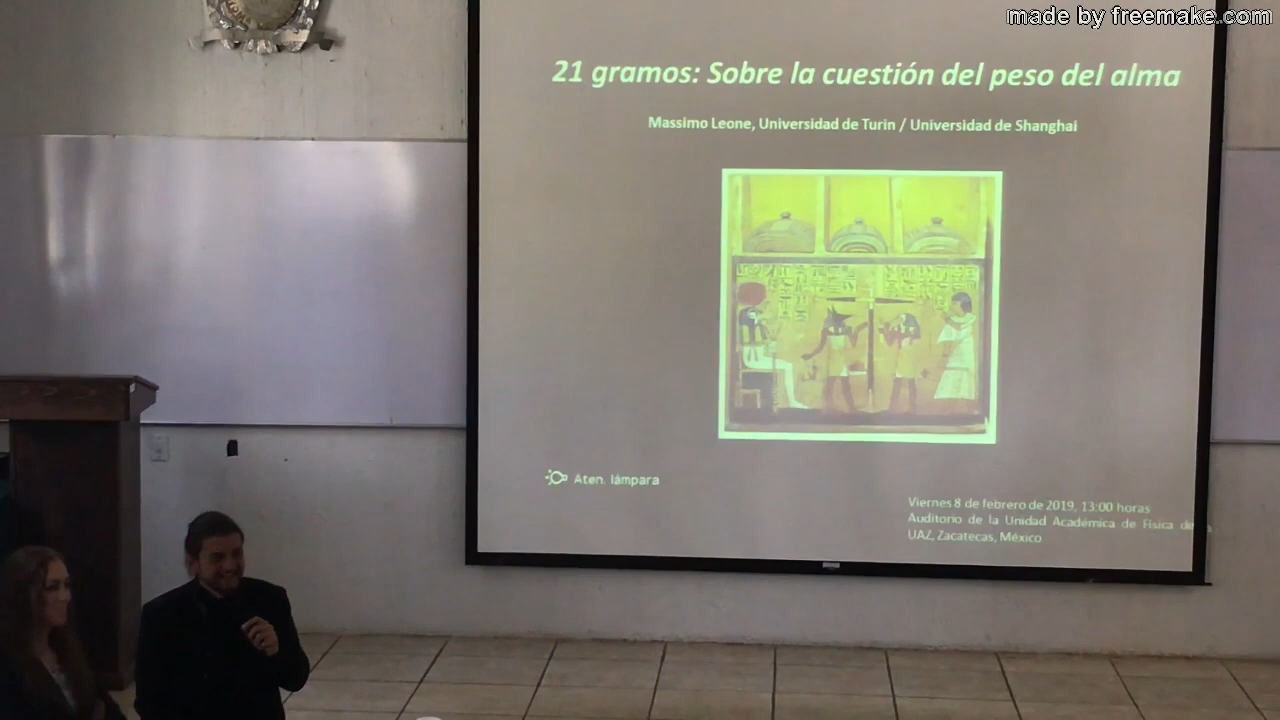 made by freemake.com
21 gramos: Sobre la cuestión del peso del alma
Massimo Leone, Universidad de Turin / Universidad de Shanghai
Aten. lámpara
Viernes 8 de febrero de 2019, 13:00 horas
Auditorio de la Unidad Académica de Física de
UAZ, Zacatecas, México